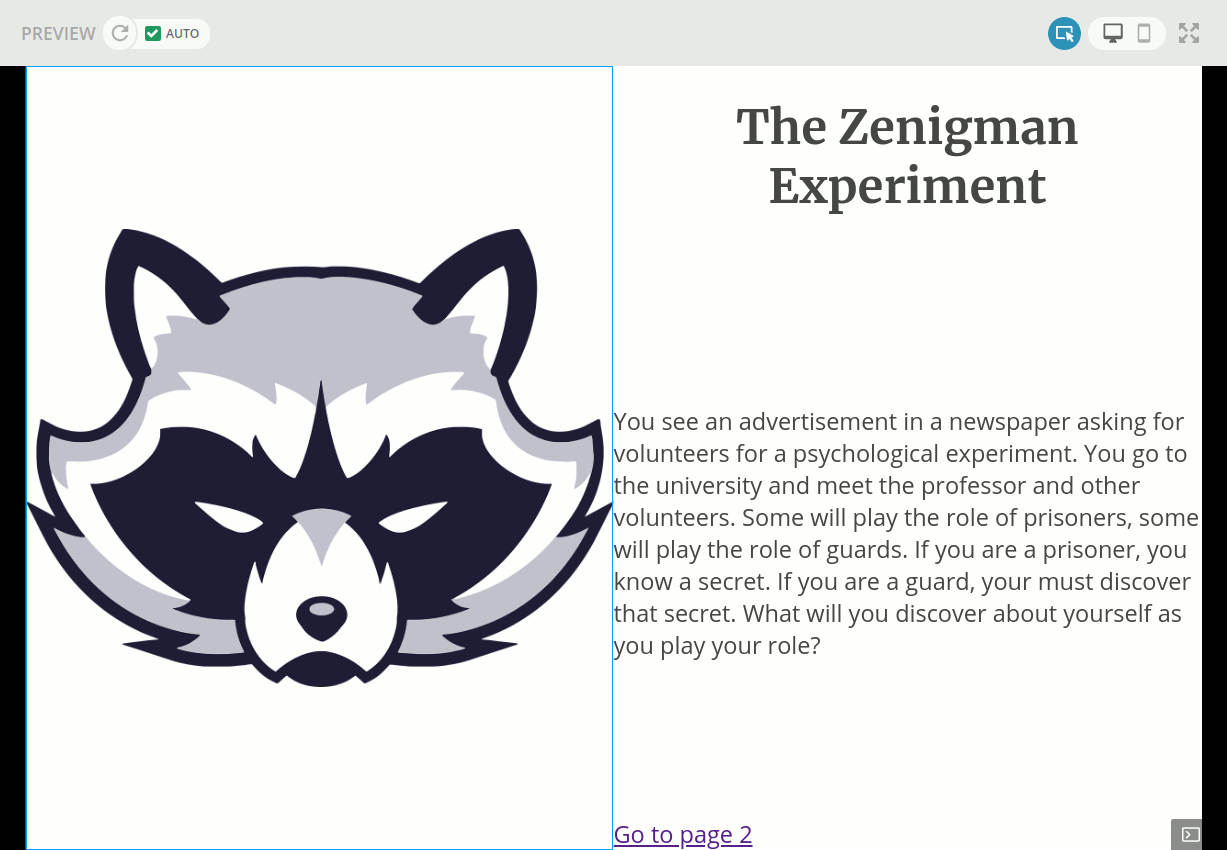 PREVIEW
AUTO
The Zenigman
Experiment
You see an advertisement in a newspaper asking for
volunteers for a psychological experiment. You go to
the university and meet the professor and other
volunteers. Some will play the role of prisoners, some
will play the role of guards. If you are a prisoner, you
know a secret. If you are a guard, your must discover
that secret. What will you discover about yourself as
you play your role?
Go to page 2